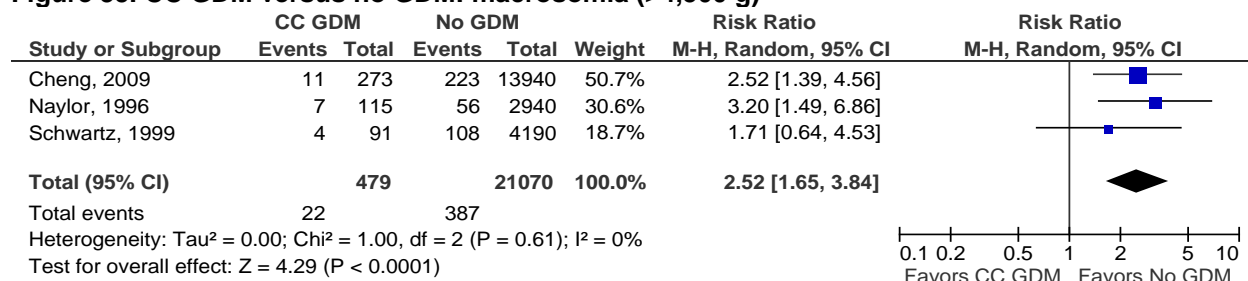 CC GDM No GDM Risk Ratio Risk Ratio
Study or Subgroup Events Total Events Total Weight M-H, Random, 95% CI M-H, Random, 95% CI
Cheng, 2009 11 273 223 13940 50.7% 2.52 [1.39, 4.56]
Naylor, 1996 7 115 56 2940 30.6% 3.20 [1.49, 6.86]
Schwartz, 1999 4 91 108 4190 18.7% 1.71 [0.64, 4.53]
Total (95% CI) 479 21070 100.0% 2.52 [1.65, 3.84]
Total events 22 387
Heterogeneity: Tau² = 0.00; Chi² = 1.00, df = 2 (P = 0.61); I² = 0%
Test for overall effect: Z = 4.29 (P < 0.0001)
0.1 0.2 0.5 1 2 5 10
Favors CC GDM Favors No GDM